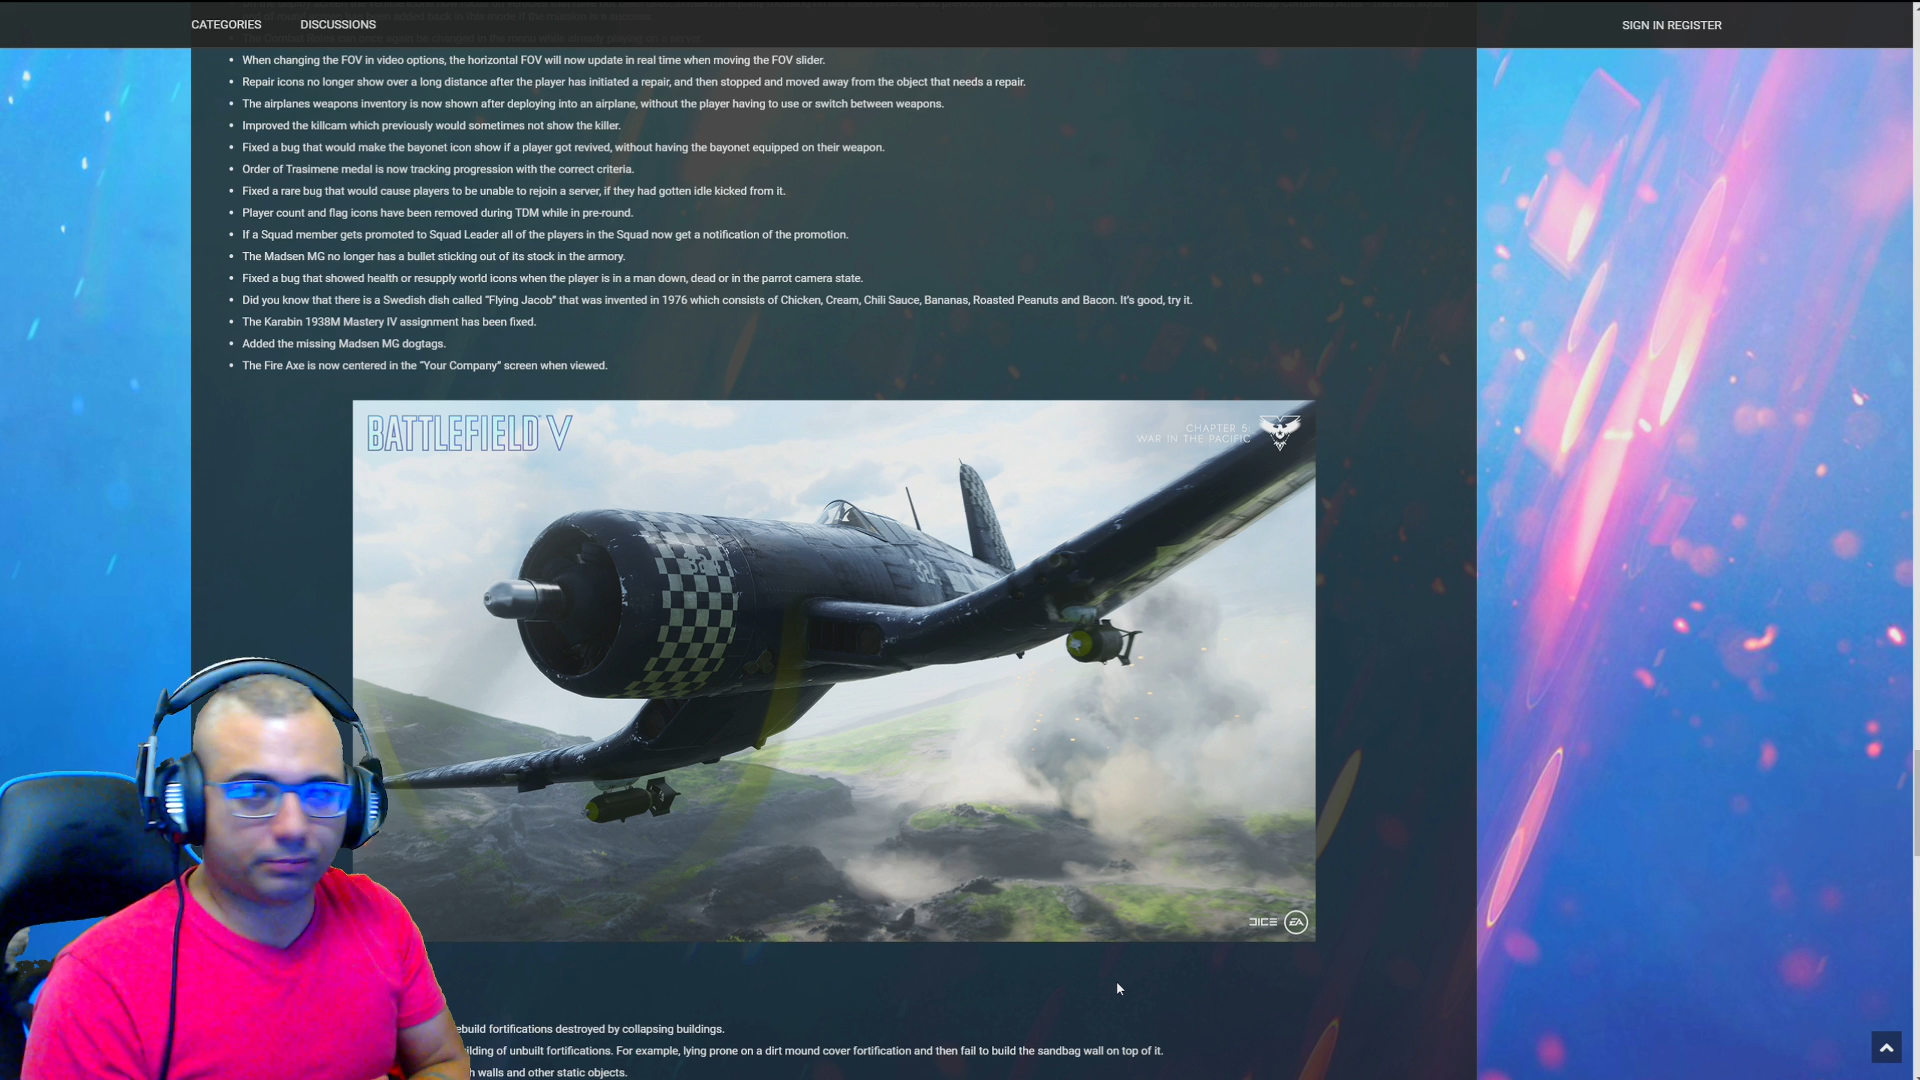 CATEGORIES DISCUSSIONS SIGN IN REGISTER
When changing the FOV in video options, the horizontal FOV will now update in real time when moving the FOV slider.
Repair icons no longer show over a long distance after the player has initiated a repair, and then stopped and moved away from the object that needs a repair.
The airplanes weapons inventory is now shown after deploying into an airplane, without the player having to use or switch between weapons.
Improved the killcam which previously would sometimes not show the killer.
Fixed a bug that would make the bayonet icon show if a player got revived, without having the bayonet equipped on their weapon.
Order of Trasimene medal is now tracking progression with the correct criteria.
Fixed a rare bug that would cause players to be unable to rejoin a server, if they had gotten idle kicked from it.
Player count and flag icons have been removed during TDM while in pre-round.
If a Squad member gets promoted to Squad Leader all of the players in the Squad now get a notification of the promotion.
The Madsen MG no longer has a bullet sticking out of its stock in the armory.
Fixed a bug that showed health or resupply world icons when the player is in a man down, dead or in the parrot camera state.
Did you know that there is a Swedish dish called “Flying Jacob” that was invented in 1976 which consists of Chicken, Cream, Chili Sauce, Bananas, Roasted Peanuts and Bacon. It's good, try it.
The Karabin 1938M Mastery IV assignment has been fixed.
Added the missing Madsen MG dogtags.
The Fire Axe is now centered in the “Your Company” screen when viewed.
BATTLEFIELD V
CHAPTER 5:
WAR IN THE PACIFIC
324
DICE EA
ebuild fortifications destroyed by collapsing buildings.
ilding of unbuilt fortifications. For example, lying prone on a dirt mound cover fortification and then fail to build the sandbag wall on top of it.
h walls and other static objects.